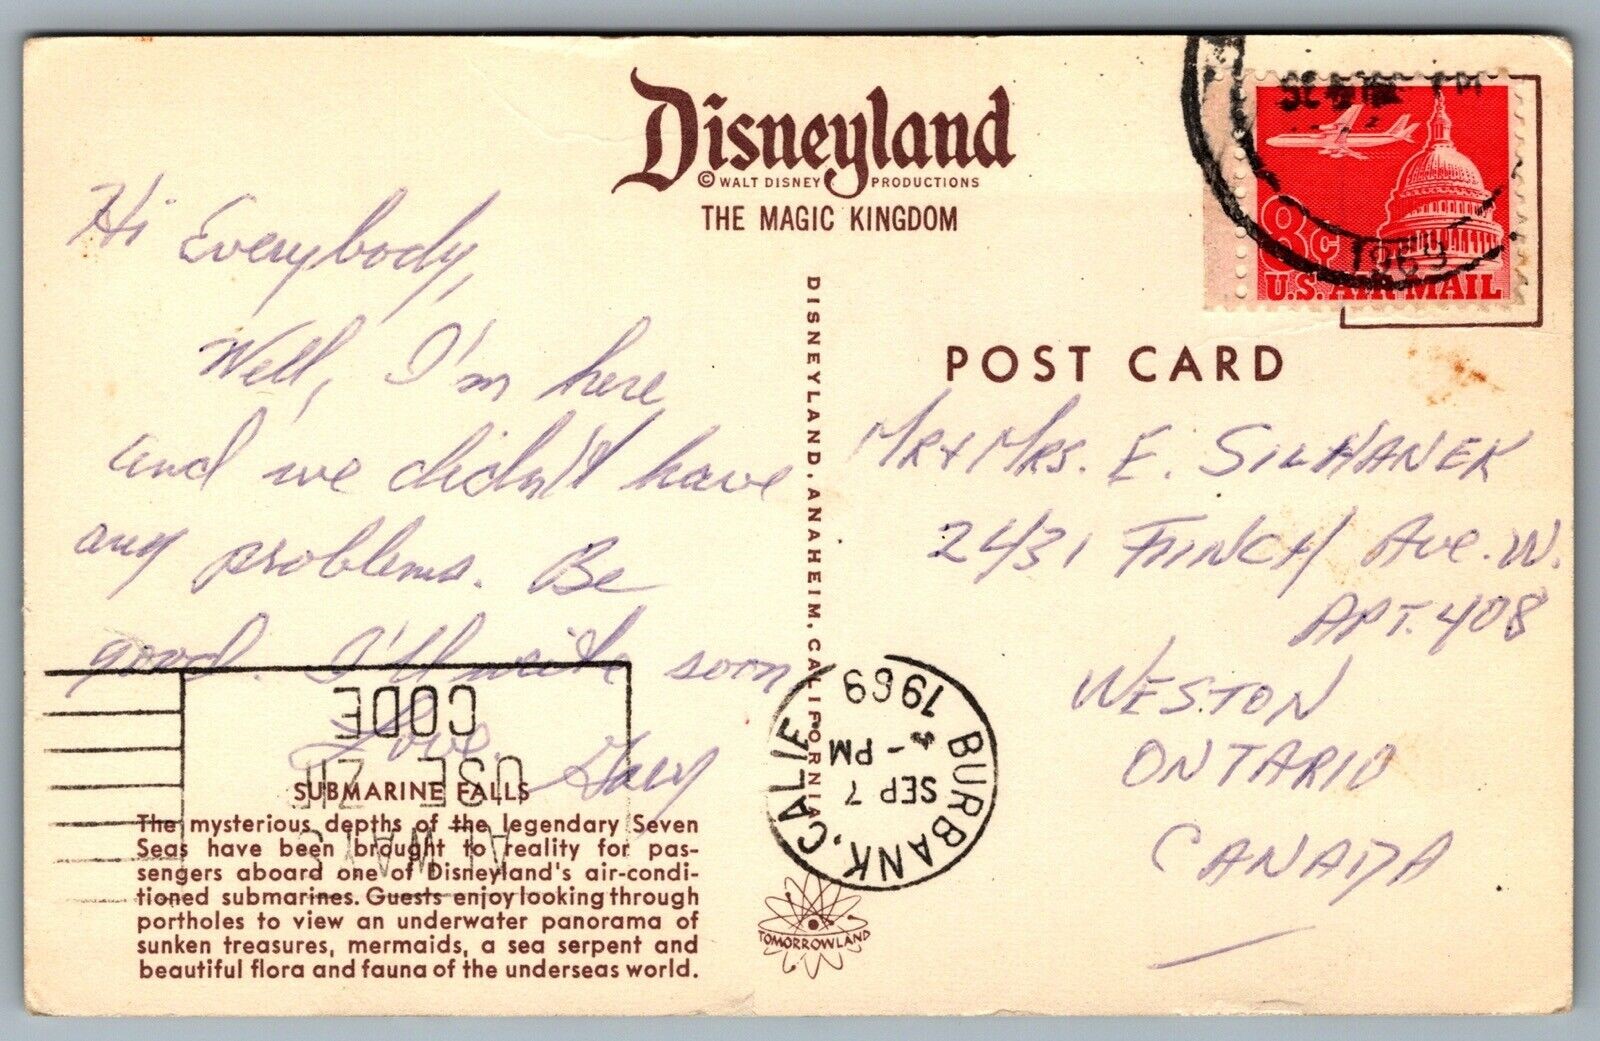 Disneyland
© WALT DISNEY PRODUCTIONS
THE MAGIC KINGDOM
Hi Everybody,
Well, I'm here
and we didn't have
any problems. Be
good. I'll write soon
Love,
Gary
SUBMARINE FALLS
The mysterious depths of the legendary Seven
Seas have been brought to reality for pas-
sengers aboard one of Disneyland's air-condi-
tioned submarines. Guests enjoy looking through
portholes to view an underwater panorama of
sunken treasures, mermaids, a sea serpent and
beautiful flora and fauna of the underseas world.
ALWAYS
USE ZIP
CODE
DISNEYLAND, ANAHEIM, CALIFORNIA
BURBANK, CALIF.
SEP 7
PM
1969
TOMORROWLAND
8¢
U.S. AIR MAIL
1969
POST CARD
MR + MRS. E. SILHANEK
2431 FINCH AVE. W.
APT. 408
WESTON
ONTARIO
CANADA